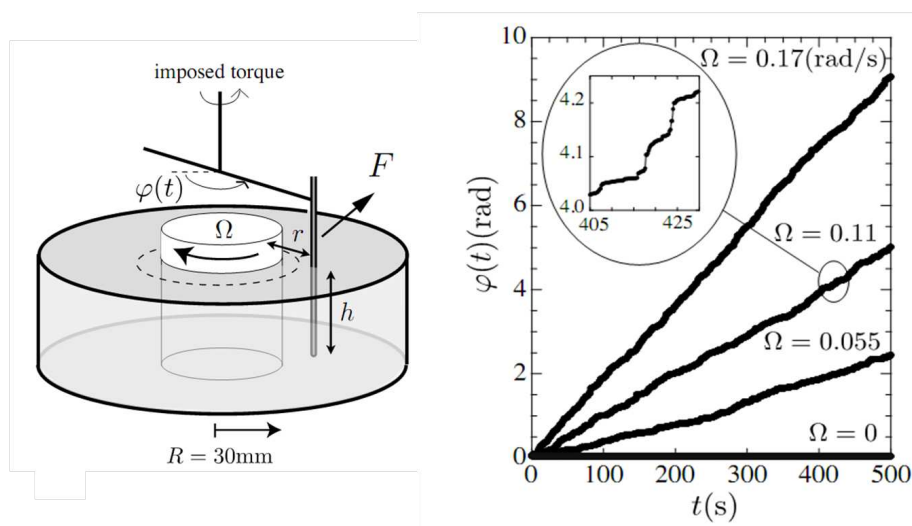 imposed torque
F
φ(t)
Ω
r
h
R = 30mm
10
8
6
4
2
0
φ(t)(rad)
Ω = 0.17(rad/s)
4.2
4.1
4.0
405
425
Ω = 0.11
Ω = 0.055
Ω = 0
0
100
200
300
400
500
t(s)